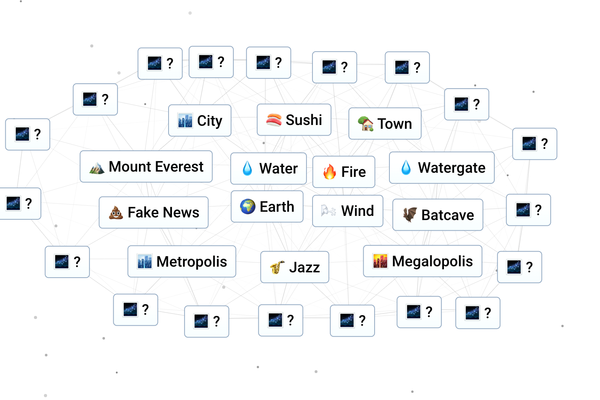 ?
?
?
?
?
?
?
?
?
City
Sushi
Town
Mount Everest
Water
Fire
Watergate
?
?
Fake News
Earth
Wind
Batcave
?
Metropolis
Jazz
Megalopolis
?
?
?
?
?
?
?
?